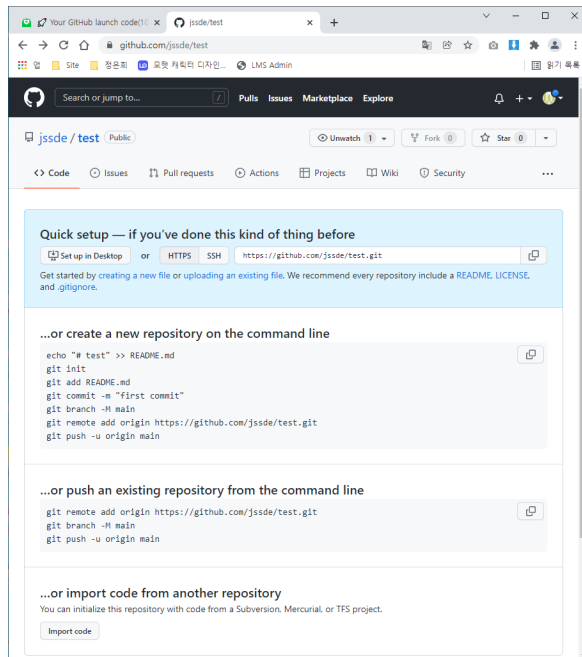 Your GitHub launch code(10
jssde/test
github.com/jssde/test
앱
Site
정은희
모햇 캐릭터 디자인...
LMS Admin
읽기 목록
Search or jump to...
/
Pulls Issues Marketplace Explore
jssde / test Public
Unwatch 1
Fork 0
Star 0
<> Code
Issues
Pull requests
Actions
Projects
Wiki
Security
...
Quick setup — if you've done this kind of thing before
Set up in Desktop or HTTPS SSH https://github.com/jssde/test.git
Get started by creating a new file or uploading an existing file. We recommend every repository include a README, LICENSE,
and .gitignore.
...or create a new repository on the command line
echo "# test" >> README.md
git init
git add README.md
git commit -m "first commit"
git branch -M main
git remote add origin https://github.com/jssde/test.git
git push -u origin main
...or push an existing repository from the command line
git remote add origin https://github.com/jssde/test.git
git branch -M main
git push -u origin main
...or import code from another repository
You can initialize this repository with code from a Subversion, Mercurial, or TFS project.
Import code